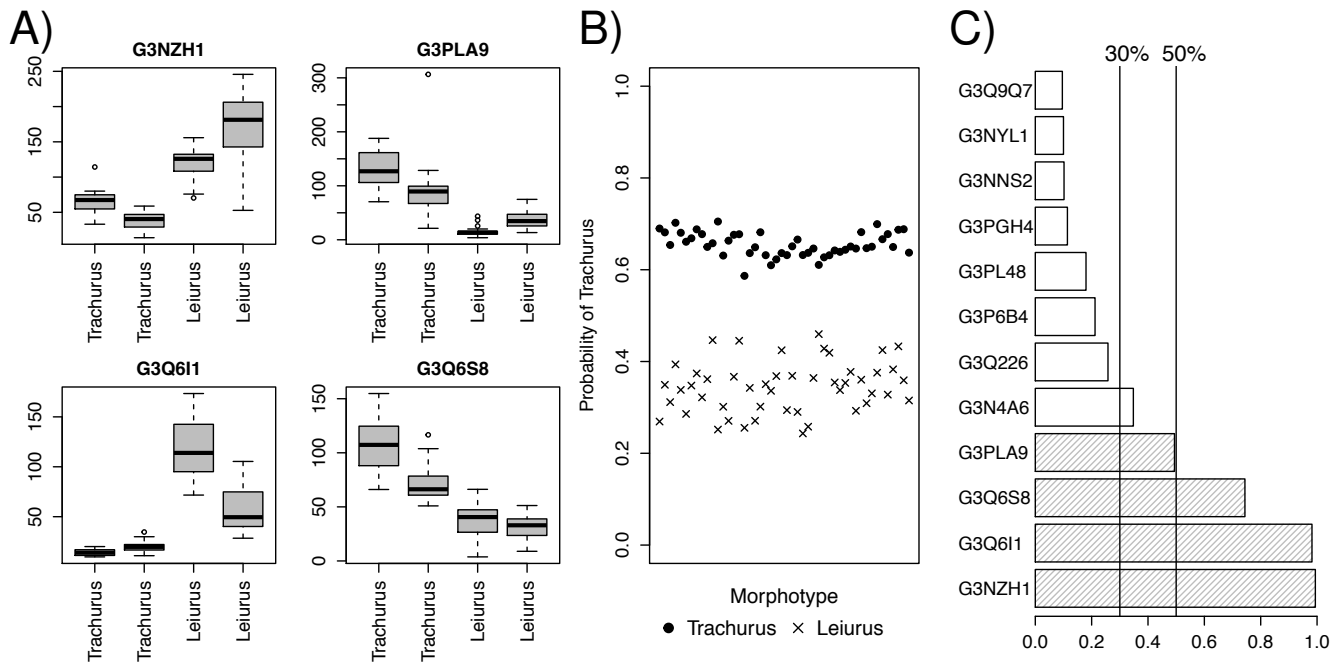 A)
G3NZH1
250
150
50
Trachurus
Trachurus
Leiurus
Leiurus
G3PLA9
300
200
100
0
Trachurus
Trachurus
Leiurus
Leiurus
G3Q6I1
150
100
50
Trachurus
Trachurus
Leiurus
Leiurus
G3Q6S8
150
100
50
0
Trachurus
Trachurus
Leiurus
Leiurus
B)
Probability of Trachurus
1.0
0.8
0.6
0.4
0.2
0.0
Morphotype
Trachurus Leiurus
C)
30% 50%
G3Q9Q7
G3NYL1
G3NNS2
G3PGH4
G3PL48
G3P6B4
G3Q226
G3N4A6
G3PLA9
G3Q6S8
G3Q6I1
G3NZH1
0.0 0.2 0.4 0.6 0.8 1.0